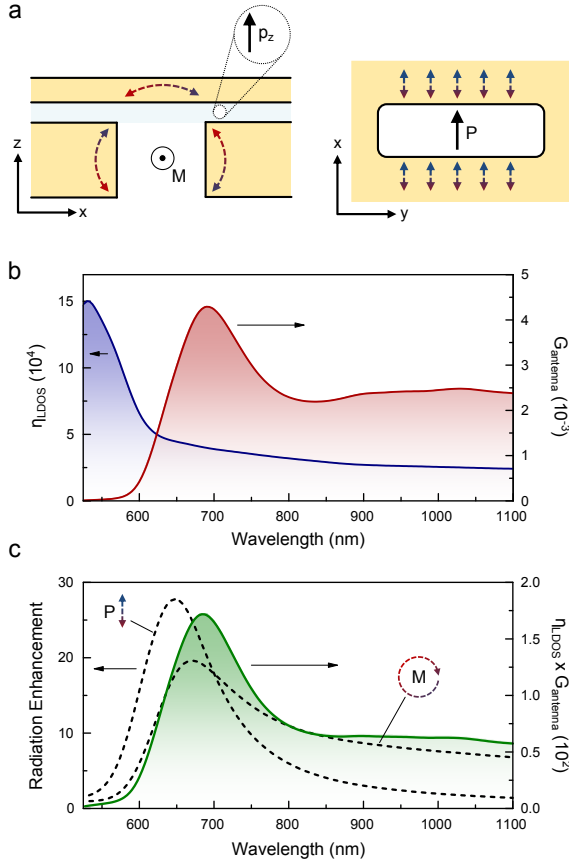 a
p_z
z
M
x
x
P
y
b
η_LDOS (10^4)
15
10
5
0
5
4
3
2
1
0
G_antenna (10^-3)
600 700 800 900 1000 1100
Wavelength (nm)
c
Radiation Enhancement
30
20
10
0
P
M
2.0
1.5
1.0
0.5
0.0
η_LDOS x G_antenna (10^2)
600 700 800 900 1000 1100
Wavelength (nm)